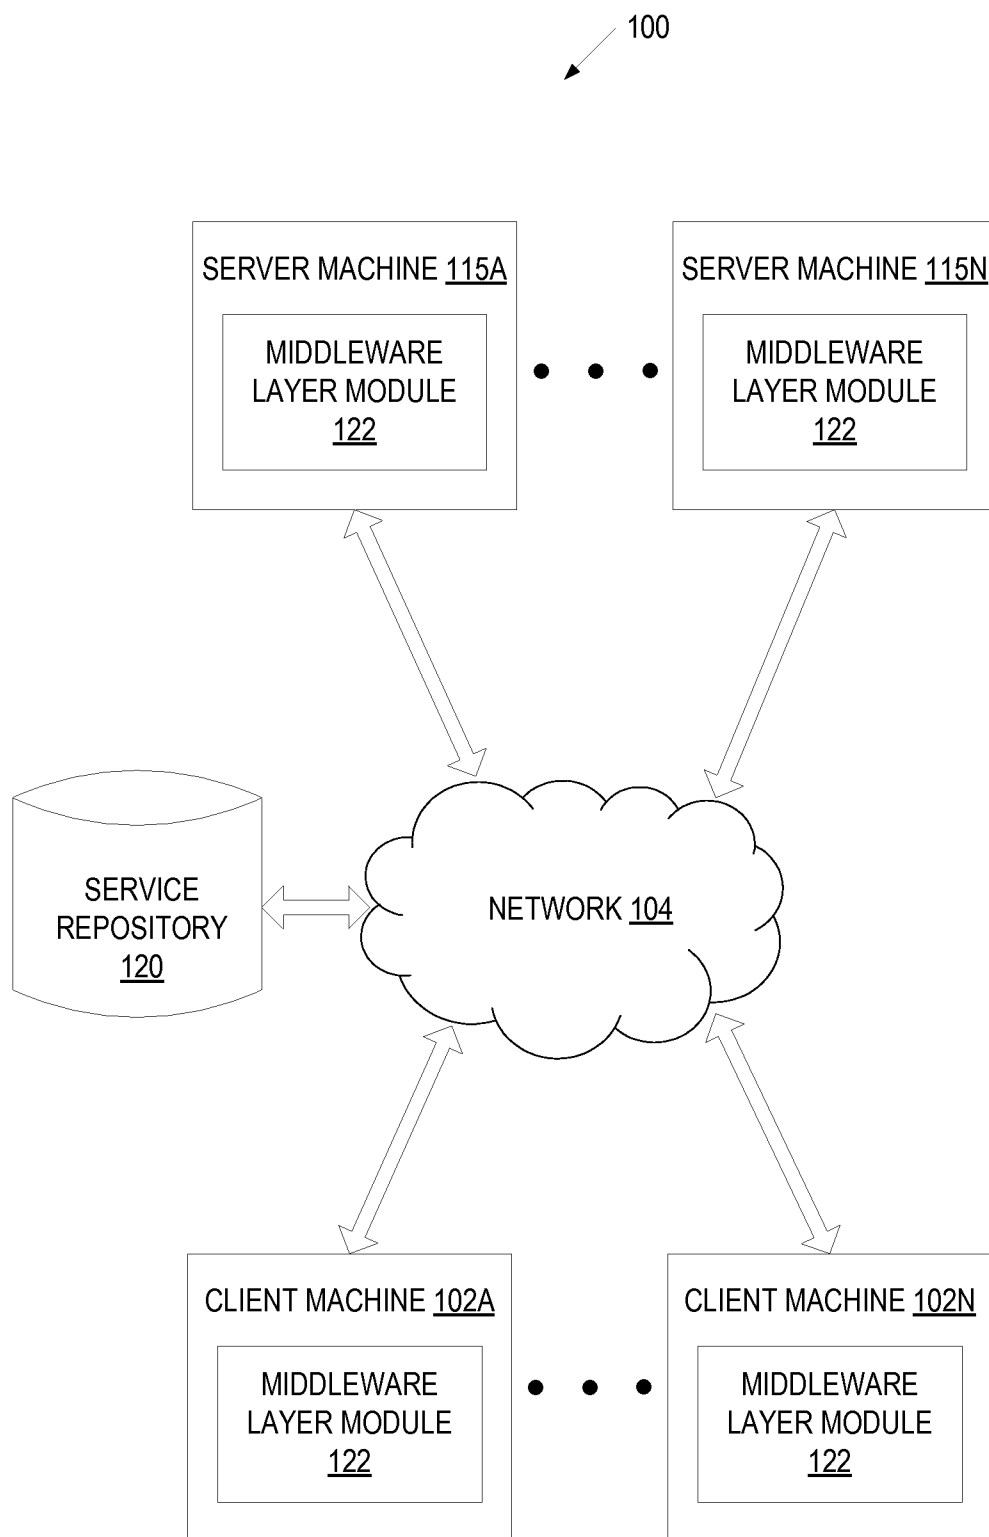 100
SERVER MACHINE 115A
MIDDLEWARE
LAYER MODULE
122
SERVER MACHINE 115N
MIDDLEWARE
LAYER MODULE
122
SERVICE
REPOSITORY
120
NETWORK 104
CLIENT MACHINE 102A
MIDDLEWARE
LAYER MODULE
122
CLIENT MACHINE 102N
MIDDLEWARE
LAYER MODULE
122